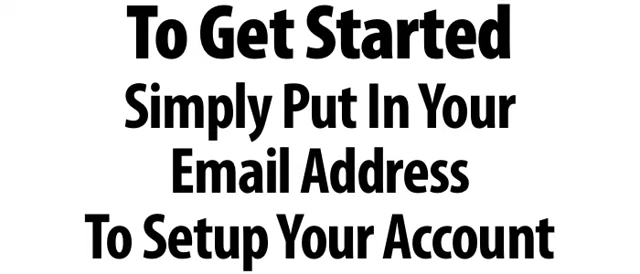 To Get Started
Simply Put In Your
Email Address
To Setup Your Account